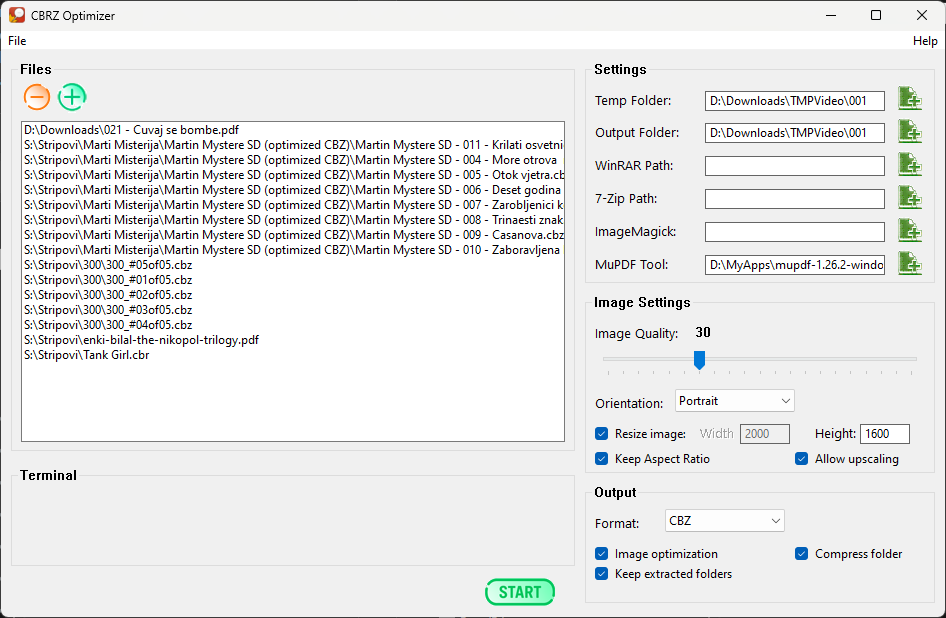 CBRZ Optimizer
File
Help
Files
D:\Downloads\021 - Cuvaj se bombe.pdf
S:\Stripovi\Marti Misterija\Martin Mystere SD (optimized CBZ)\Martin Mystere SD - 011 - Krilati osvetni
S:\Stripovi\Marti Misterija\Martin Mystere SD (optimized CBZ)\Martin Mystere SD - 004 - More otrova
S:\Stripovi\Marti Misterija\Martin Mystere SD (optimized CBZ)\Martin Mystere SD - 005 - Otok vjetra.cb
S:\Stripovi\Marti Misterija\Martin Mystere SD (optimized CBZ)\Martin Mystere SD - 006 - Deset godina
S:\Stripovi\Marti Misterija\Martin Mystere SD (optimized CBZ)\Martin Mystere SD - 007 - Zarobljenici k
S:\Stripovi\Marti Misterija\Martin Mystere SD (optimized CBZ)\Martin Mystere SD - 008 - Trinaesti znak
S:\Stripovi\Marti Misterija\Martin Mystere SD (optimized CBZ)\Martin Mystere SD - 009 - Casanova.cbz
S:\Stripovi\Marti Misterija\Martin Mystere SD (optimized CBZ)\Martin Mystere SD - 010 - Zaboravljena
S:\Stripovi\300\300_#05of05.cbz
S:\Stripovi\300\300_#01of05.cbz
S:\Stripovi\300\300_#02of05.cbz
S:\Stripovi\300\300_#03of05.cbz
S:\Stripovi\300\300_#04of05.cbz
S:\Stripovi\enki-bilal-the-nikopol-trilogy.pdf
S:\Stripovi\Tank Girl.cbr
Terminal
START
Settings
Temp Folder: D:\Downloads\TMPVideo\001
Output Folder: D:\Downloads\TMPVideo\001
WinRAR Path:
7-Zip Path:
ImageMagick:
MuPDF Tool: D:\MyApps\mupdf-1.26.2-windo
Image Settings
Image Quality: 30
Orientation: Portrait
Resize image: Width 2000 Height: 1600
Keep Aspect Ratio Allow upscaling
Output
Format: CBZ
Image optimization Compress folder
Keep extracted folders